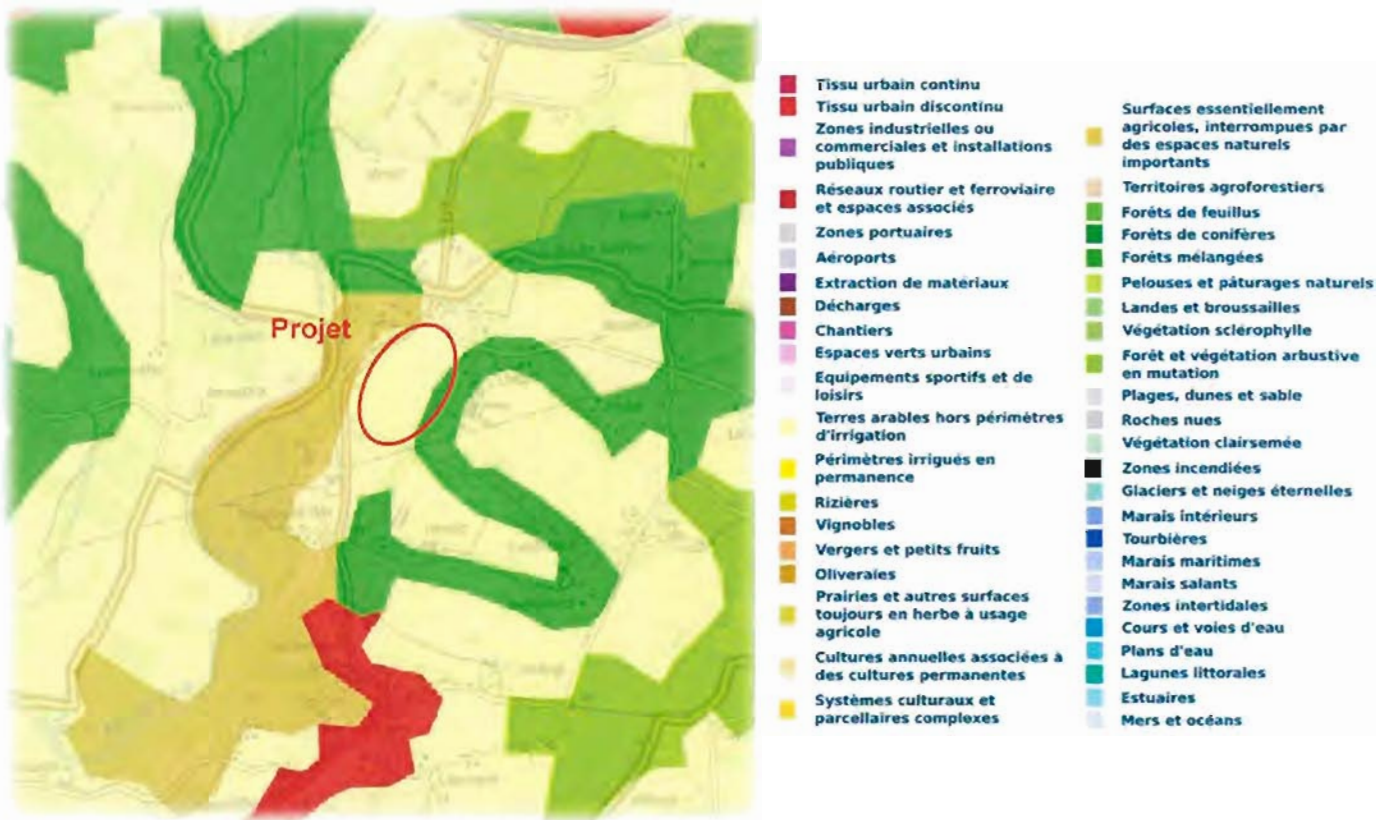 Projet
Tissu urbain continu
Tissu urbain discontinu
Zones industrielles ou
commerciales et installations
publiques
Réseaux routier et ferroviaire
et espaces associés
Zones portuaires
Aéroports
Extraction de matériaux
Décharges
Chantiers
Espaces verts urbains
Equipements sportifs et de
loisirs
Terres arables hors périmètres
d'irrigation
Périmètres irrigués en
permanence
Rizières
Vignobles
Vergers et petits fruits
Oliveraies
Prairies et autres surfaces
toujours en herbe à usage
agricole
Cultures annuelles associées à
des cultures permanentes
Systèmes culturaux et
parcellaires complexes
Surfaces essentiellement
agricoles, interrompues par
des espaces naturels
importants
Territoires agroforestiers
Forêts de feuillus
Forêts de conifères
Forêts mélangées
Pelouses et pâturages naturels
Landes et broussailles
Végétation sclérophylle
Forêt et végétation arbustive
en mutation
Plages, dunes et sable
Roches nues
Végétation clairsemée
Zones incendiées
Glaciers et neiges éternelles
Marais intérieurs
Tourbières
Marais maritimes
Marais salants
Zones intertidales
Cours et voies d'eau
Plans d'eau
Lagunes littorales
Estuaires
Mers et océans